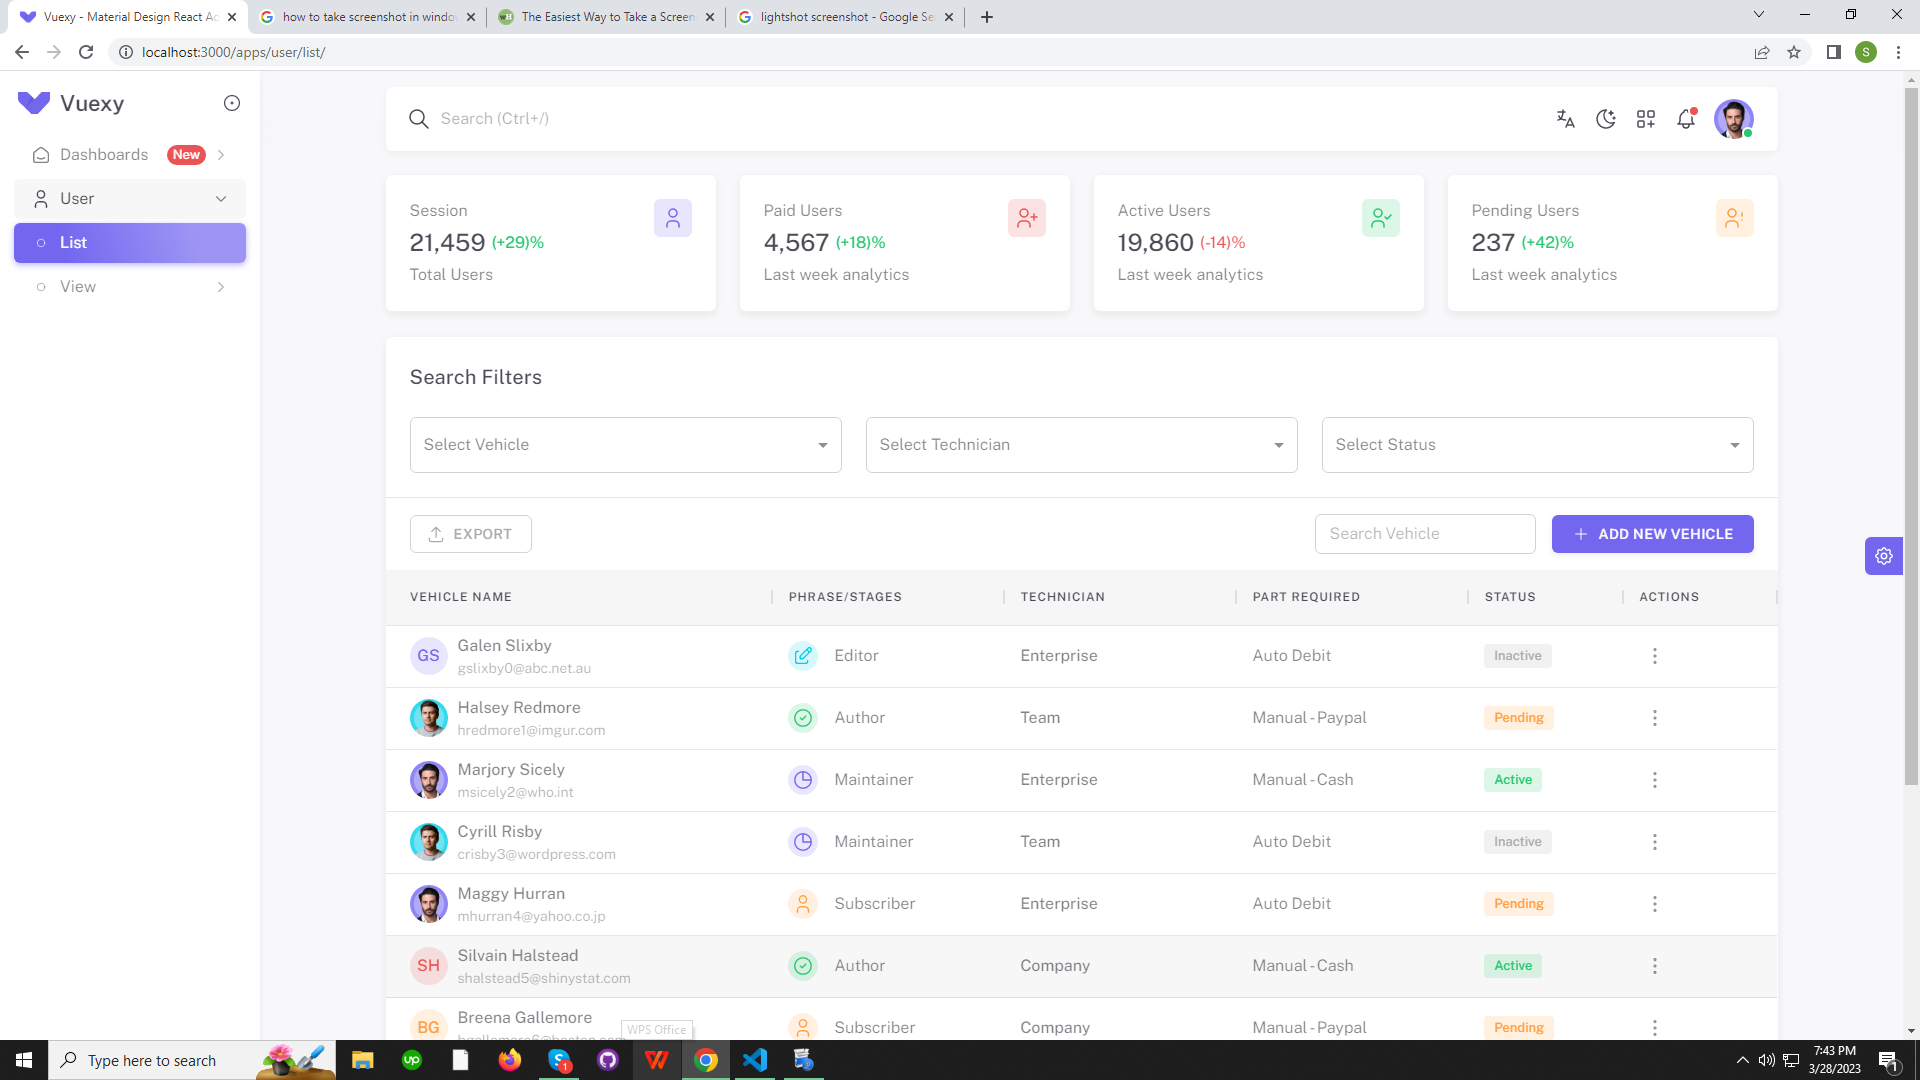 Vuexy - Material Design React Ad
how to take screenshot in window
The Easiest Way to Take a Screen
lightshot screenshot - Google Se
localhost:3000/apps/user/list/
S
Vuexy
Search (Ctrl+/)
Dashboards New
User
List
View
Session
21,459 (+29)%
Total Users
Paid Users
4,567 (+18)%
Last week analytics
Active Users
19,860 (-14)%
Last week analytics
Pending Users
237 (+42)%
Last week analytics
Search Filters
Select Vehicle
Select Technician
Select Status
EXPORT
Search Vehicle
ADD NEW VEHICLE
VEHICLE NAME PHRASE/STAGES TECHNICIAN PART REQUIRED STATUS ACTIONS
GS Galen Slixby Editor Enterprise Auto Debit Inactive
gslixby0@abc.net.au
Halsey Redmore Author Team Manual - Paypal Pending
hredmore1@imgur.com
Marjory Sicely Maintainer Enterprise Manual - Cash Active
msicely2@who.int
Cyrill Risby Maintainer Team Auto Debit Inactive
crisby3@wordpress.com
Maggy Hurran Subscriber Enterprise Auto Debit Pending
mhurran4@yahoo.co.jp
SH Silvain Halstead Author Company Manual - Cash Active
shalstead5@shinystat.com
BG Breena Gallemore Subscriber Company Manual - Paypal Pending
WPS Office
Type here to search
up
1
7:43 PM
3/28/2023
1